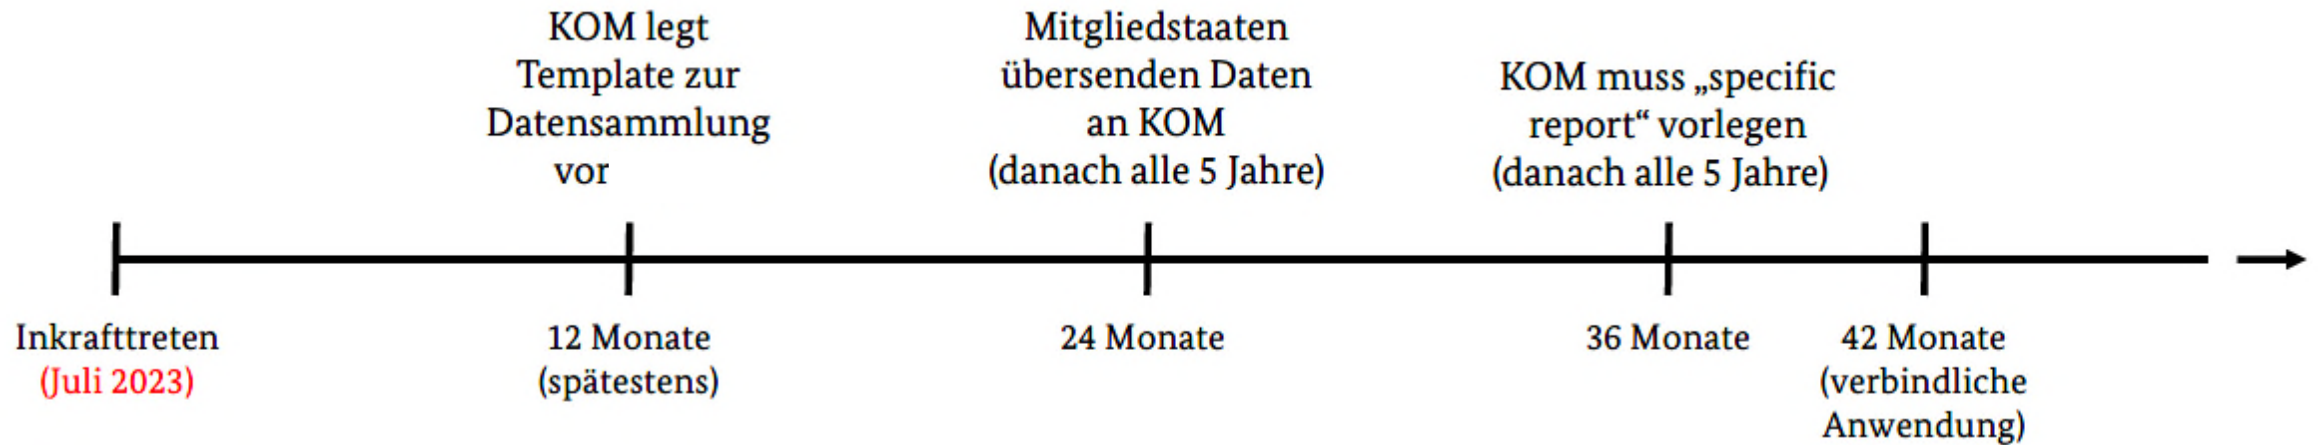 KOM legt
Template zur
Datensammlung
vor
Mitgliedstaaten
übersenden Daten
an KOM
(danach alle 5 Jahre)
KOM muss „specific
report“ vorlegen
(danach alle 5 Jahre)
Inkrafttreten
(Juli 2023)
12 Monate
(spätestens)
24 Monate
36 Monate
42 Monate
(verbindliche
Anwendung)